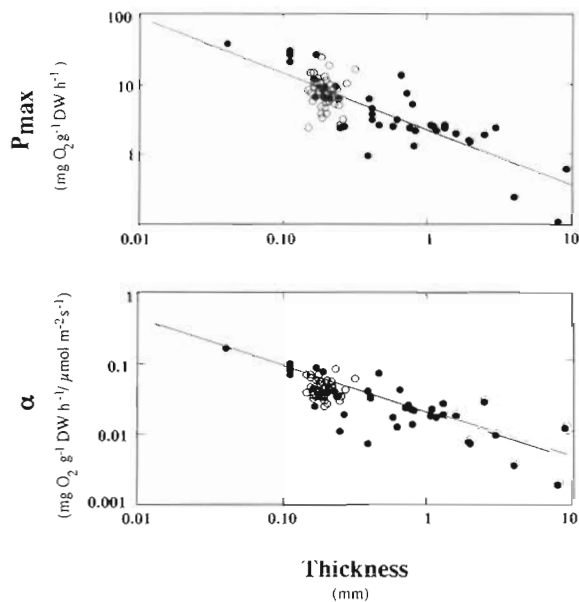 100
10
1
Pmax
(mg O₂ g⁻¹ DW h⁻¹)
0.01
0.10
1
10
1
0.1
0.01
0.001
α
(mg O₂ g⁻¹ DW h⁻¹/ μmol m⁻² s⁻¹)
0.01
0.10
1
10
Thickness
(mm)